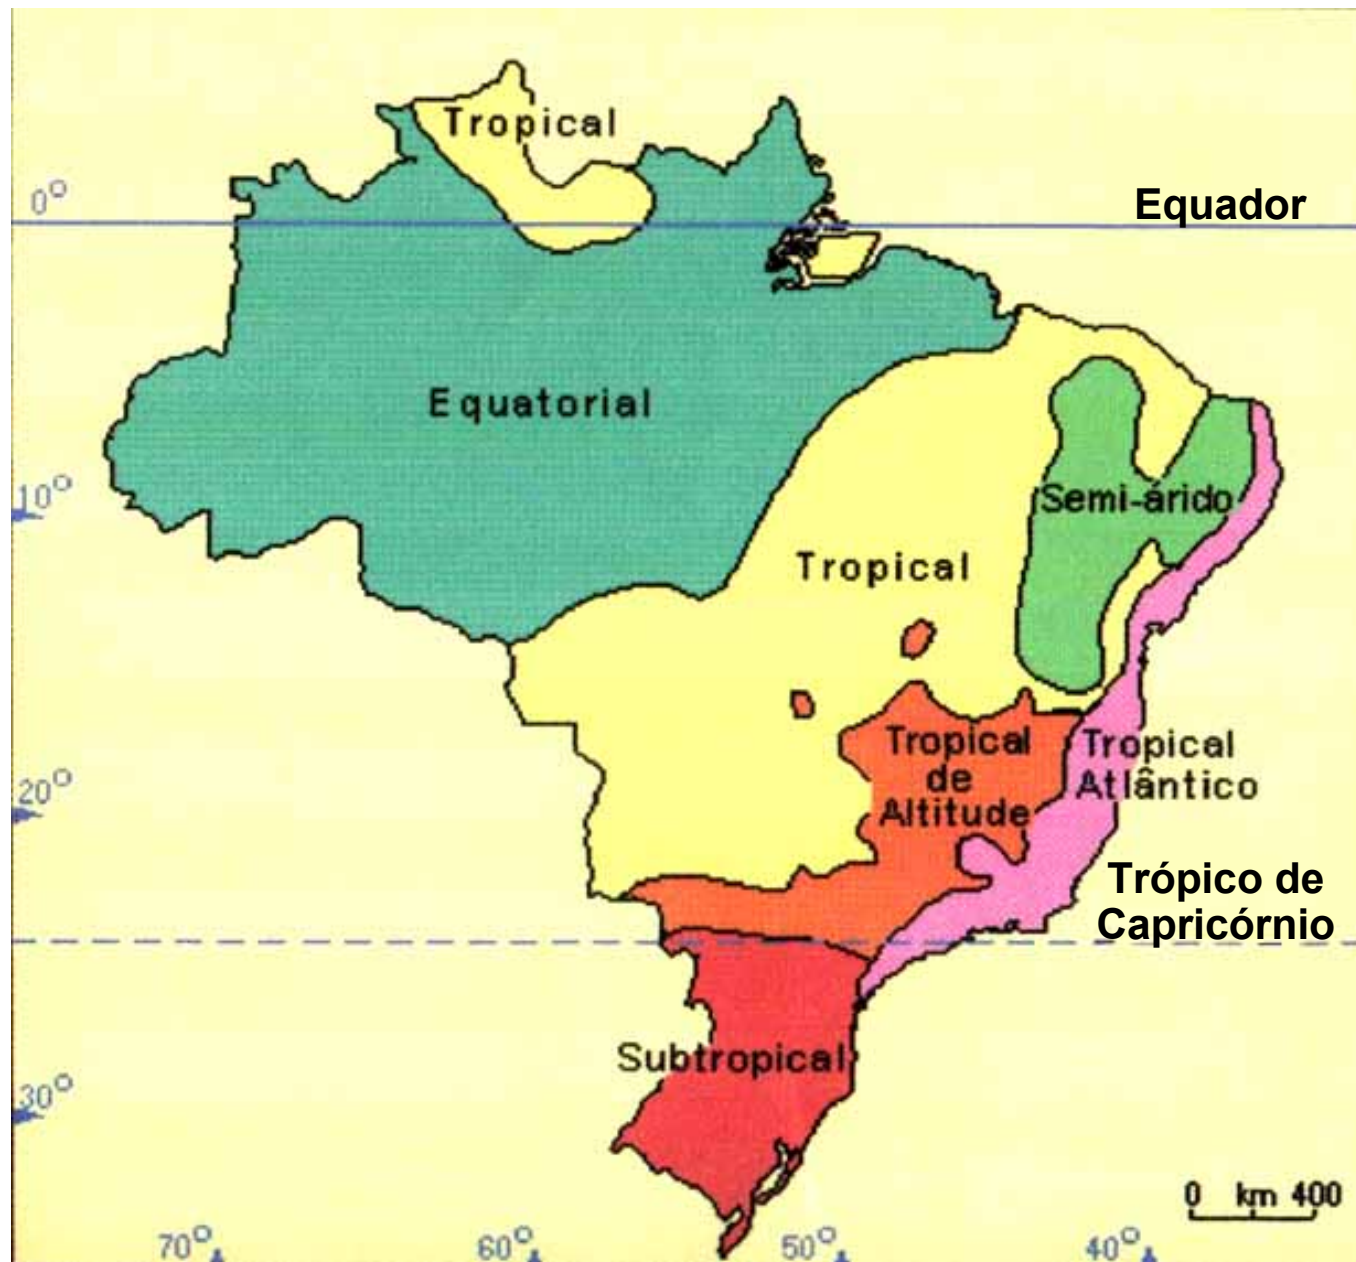 Tropical
0°
Equador
Equatorial
10°
Semi-árido
Tropical
Tropical
de
Altitude
Tropical
Atlântico
20°
Trópico de
Capricórnio
Subtropical
30°
0 km 400
70°
60°
50°
40°